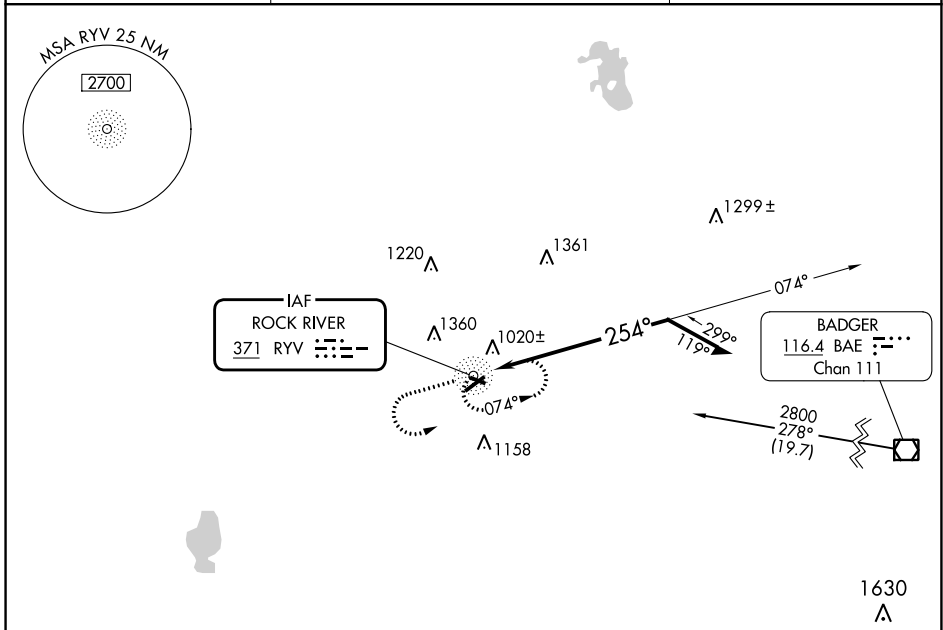 MSA RYV 25 NM
2700
1299±
1220
1361
074°
IAF
ROCK RIVER
371 RYV
1360
1020±
254°
299°
119°
BADGER
116.4 BAE
Chan 111
074°
2800
278°
(19.7)
1158
1630